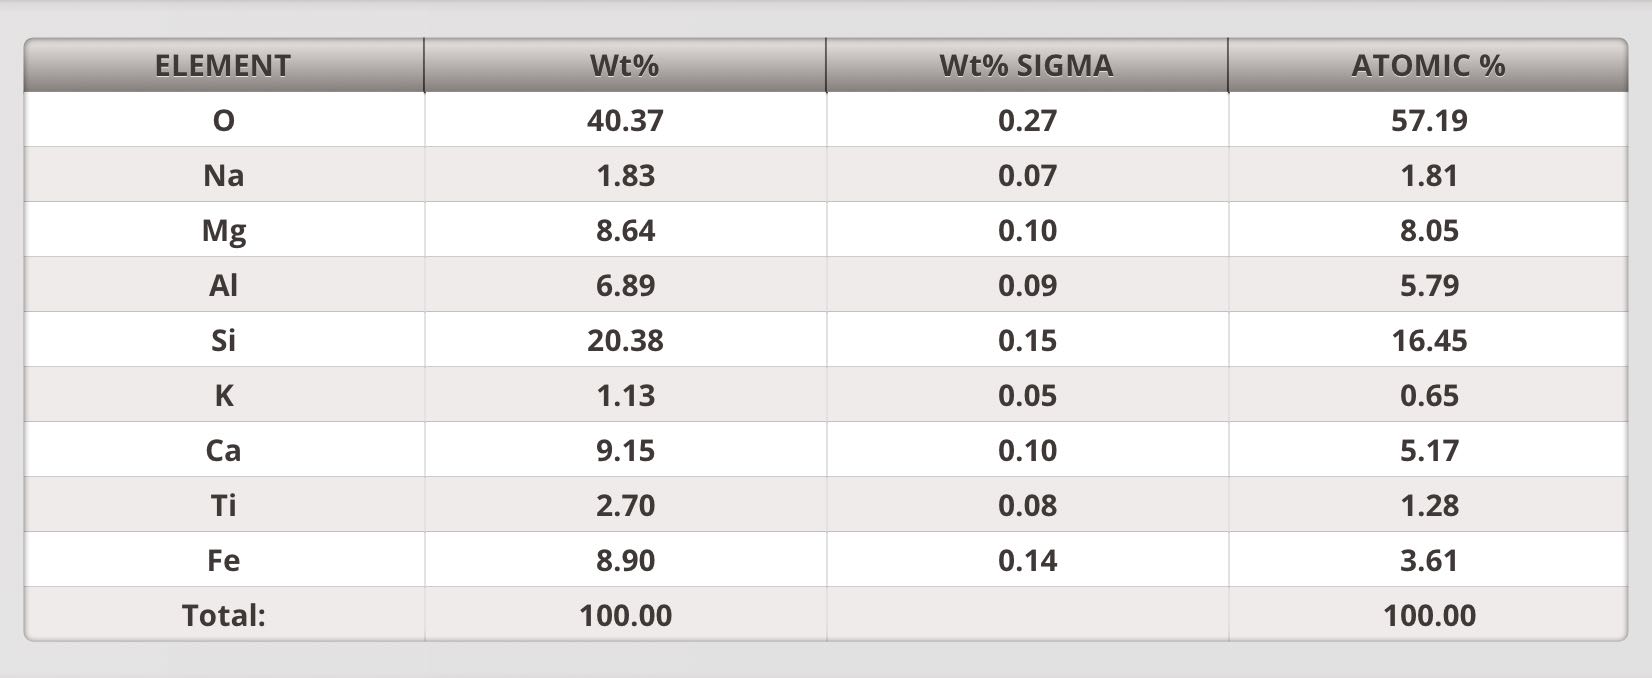 ELEMENT Wt% Wt% SIGMA ATOMIC %
O 40.37 0.27 57.19
Na 1.83 0.07 1.81
Mg 8.64 0.10 8.05
Al 6.89 0.09 5.79
Si 20.38 0.15 16.45
K 1.13 0.05 0.65
Ca 9.15 0.10 5.17
Ti 2.70 0.08 1.28
Fe 8.90 0.14 3.61
Total: 100.00 100.00